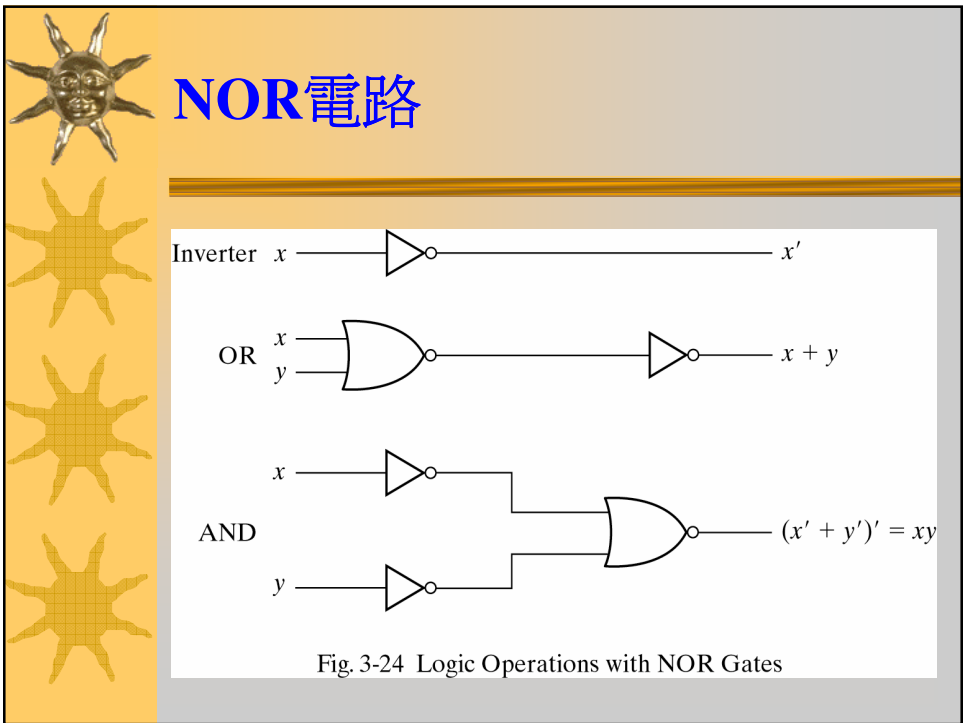 NOR電路
Inverter x x′
OR x y x + y
x
AND (x′ + y′)′ = xy
y
Fig. 3-24 Logic Operations with NOR Gates